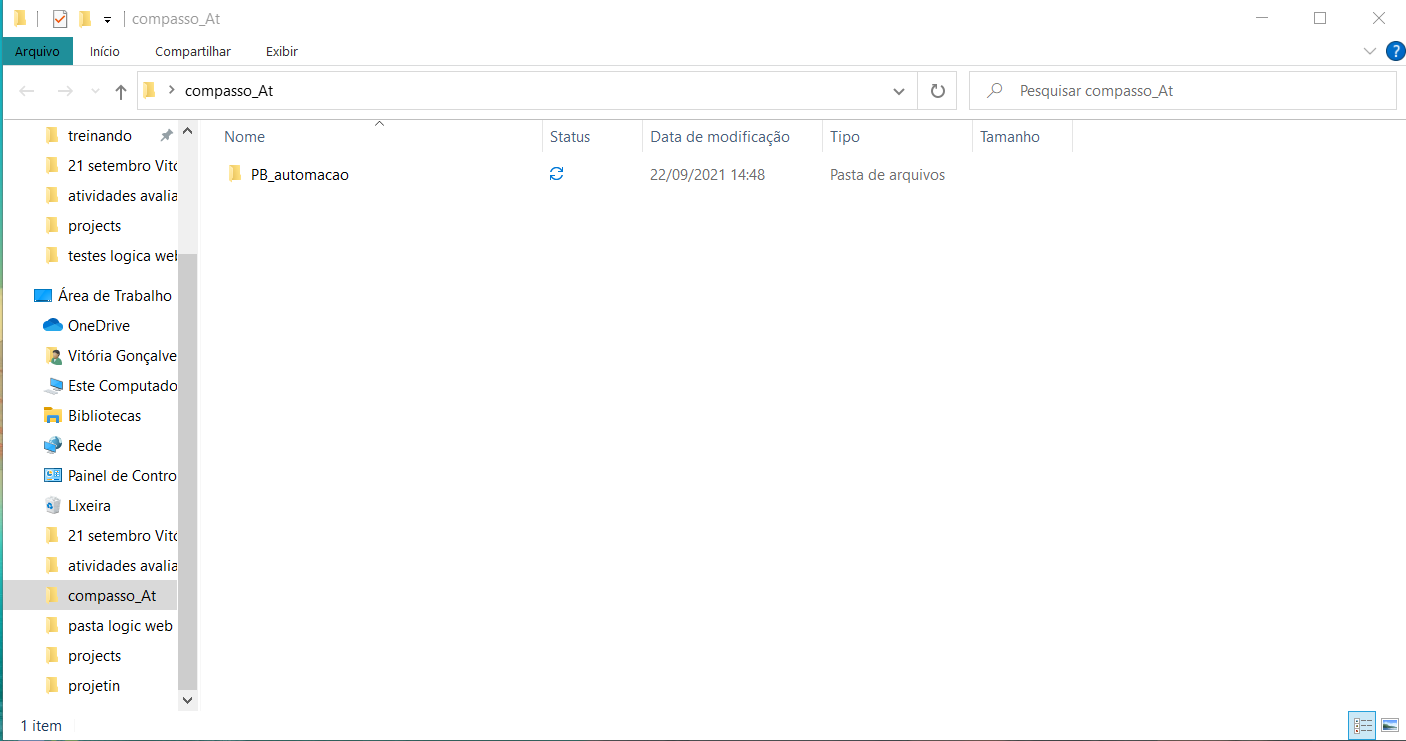 compasso_At
Arquivo Início Compartilhar Exibir
compasso_At Pesquisar compasso_At
treinando
21 setembro Vito
atividades avalia
projects
testes logica web
Área de Trabalho
OneDrive
Vitória Gonçalve
Este Computado
Bibliotecas
Rede
Painel de Contro
Lixeira
21 setembro Vito
atividades avalia
compasso_At
pasta logic web
projects
projetin
Nome Status Data de modificação Tipo Tamanho
PB_automacao 22/09/2021 14:48 Pasta de arquivos
1 item